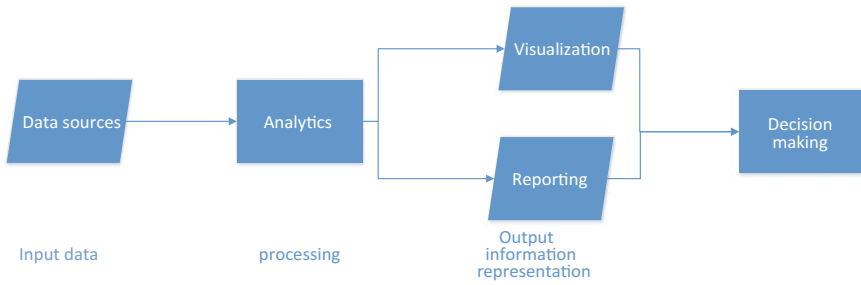 Visualization
Data sources
Analytics
Decision
making
Reporting
Input data
processing
Output
information
representation